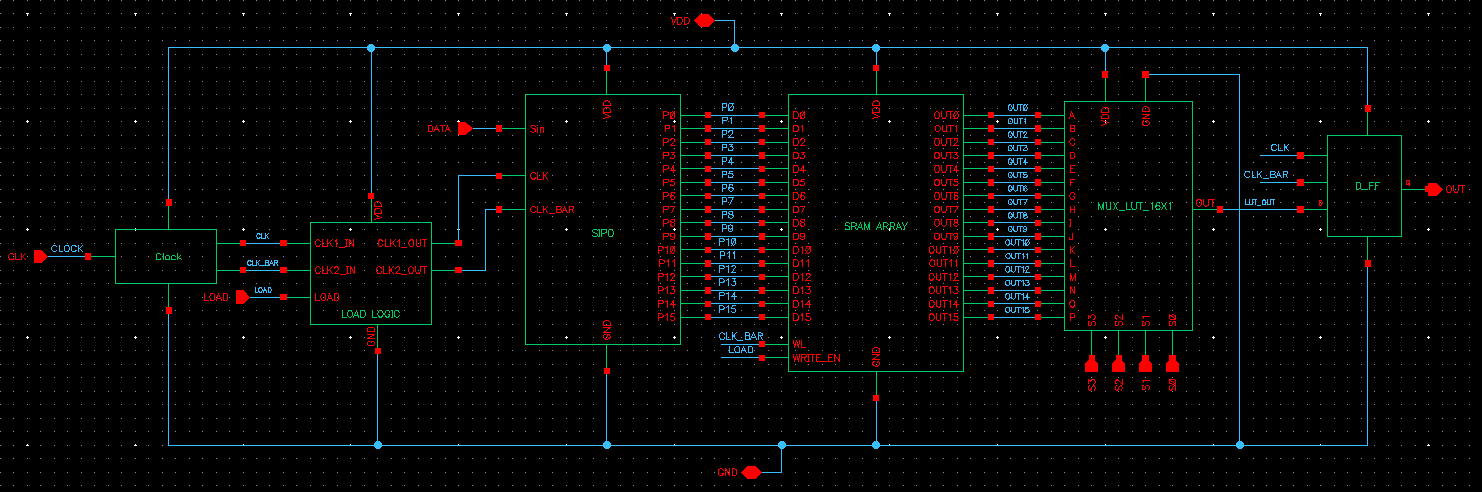 VDD
CLK
CLOCK
Clock
CLK
CLK_BAR
LOAD
LOAD
VDD
CLK1_IN
CLK1_OUT
CLK2_IN
CLK2_OUT
LOAD
LOAD LOGIC
GND
DATA
VDD
Sin
CLK
CLK_BAR
SIPO
GND
P0
P1
P2
P3
P4
P5
P6
P7
P8
P9
P10
P11
P12
P13
P14
P15
P0
P1
P2
P3
P4
P5
P6
P7
P8
P9
P10
P11
P12
P13
P14
P15
CLK_BAR
LOAD
VDD
D0
D1
D2
D3
D4
D5
D6
D7
D8
D9
D10
D11
D12
D13
D14
D15
WL
WRITE_EN
SRAM ARRAY
GND
OUT0
OUT1
OUT2
OUT3
OUT4
OUT5
OUT6
OUT7
OUT8
OUT9
OUT10
OUT11
OUT12
OUT13
OUT14
OUT15
OUT0
OUT1
OUT2
OUT3
OUT4
OUT5
OUT6
OUT7
OUT8
OUT9
OUT10
OUT11
OUT12
OUT13
OUT14
OUT15
VDD
GND
A
B
C
D
E
F
G
H
I
J
K
L
M
N
O
P
MUX_LUT_16X1
OUT
S3
S2
S1
S0
S3
S2
S1
S0
CLK
CLK_BAR
LUT_OUT
D_FF
OUT
GND